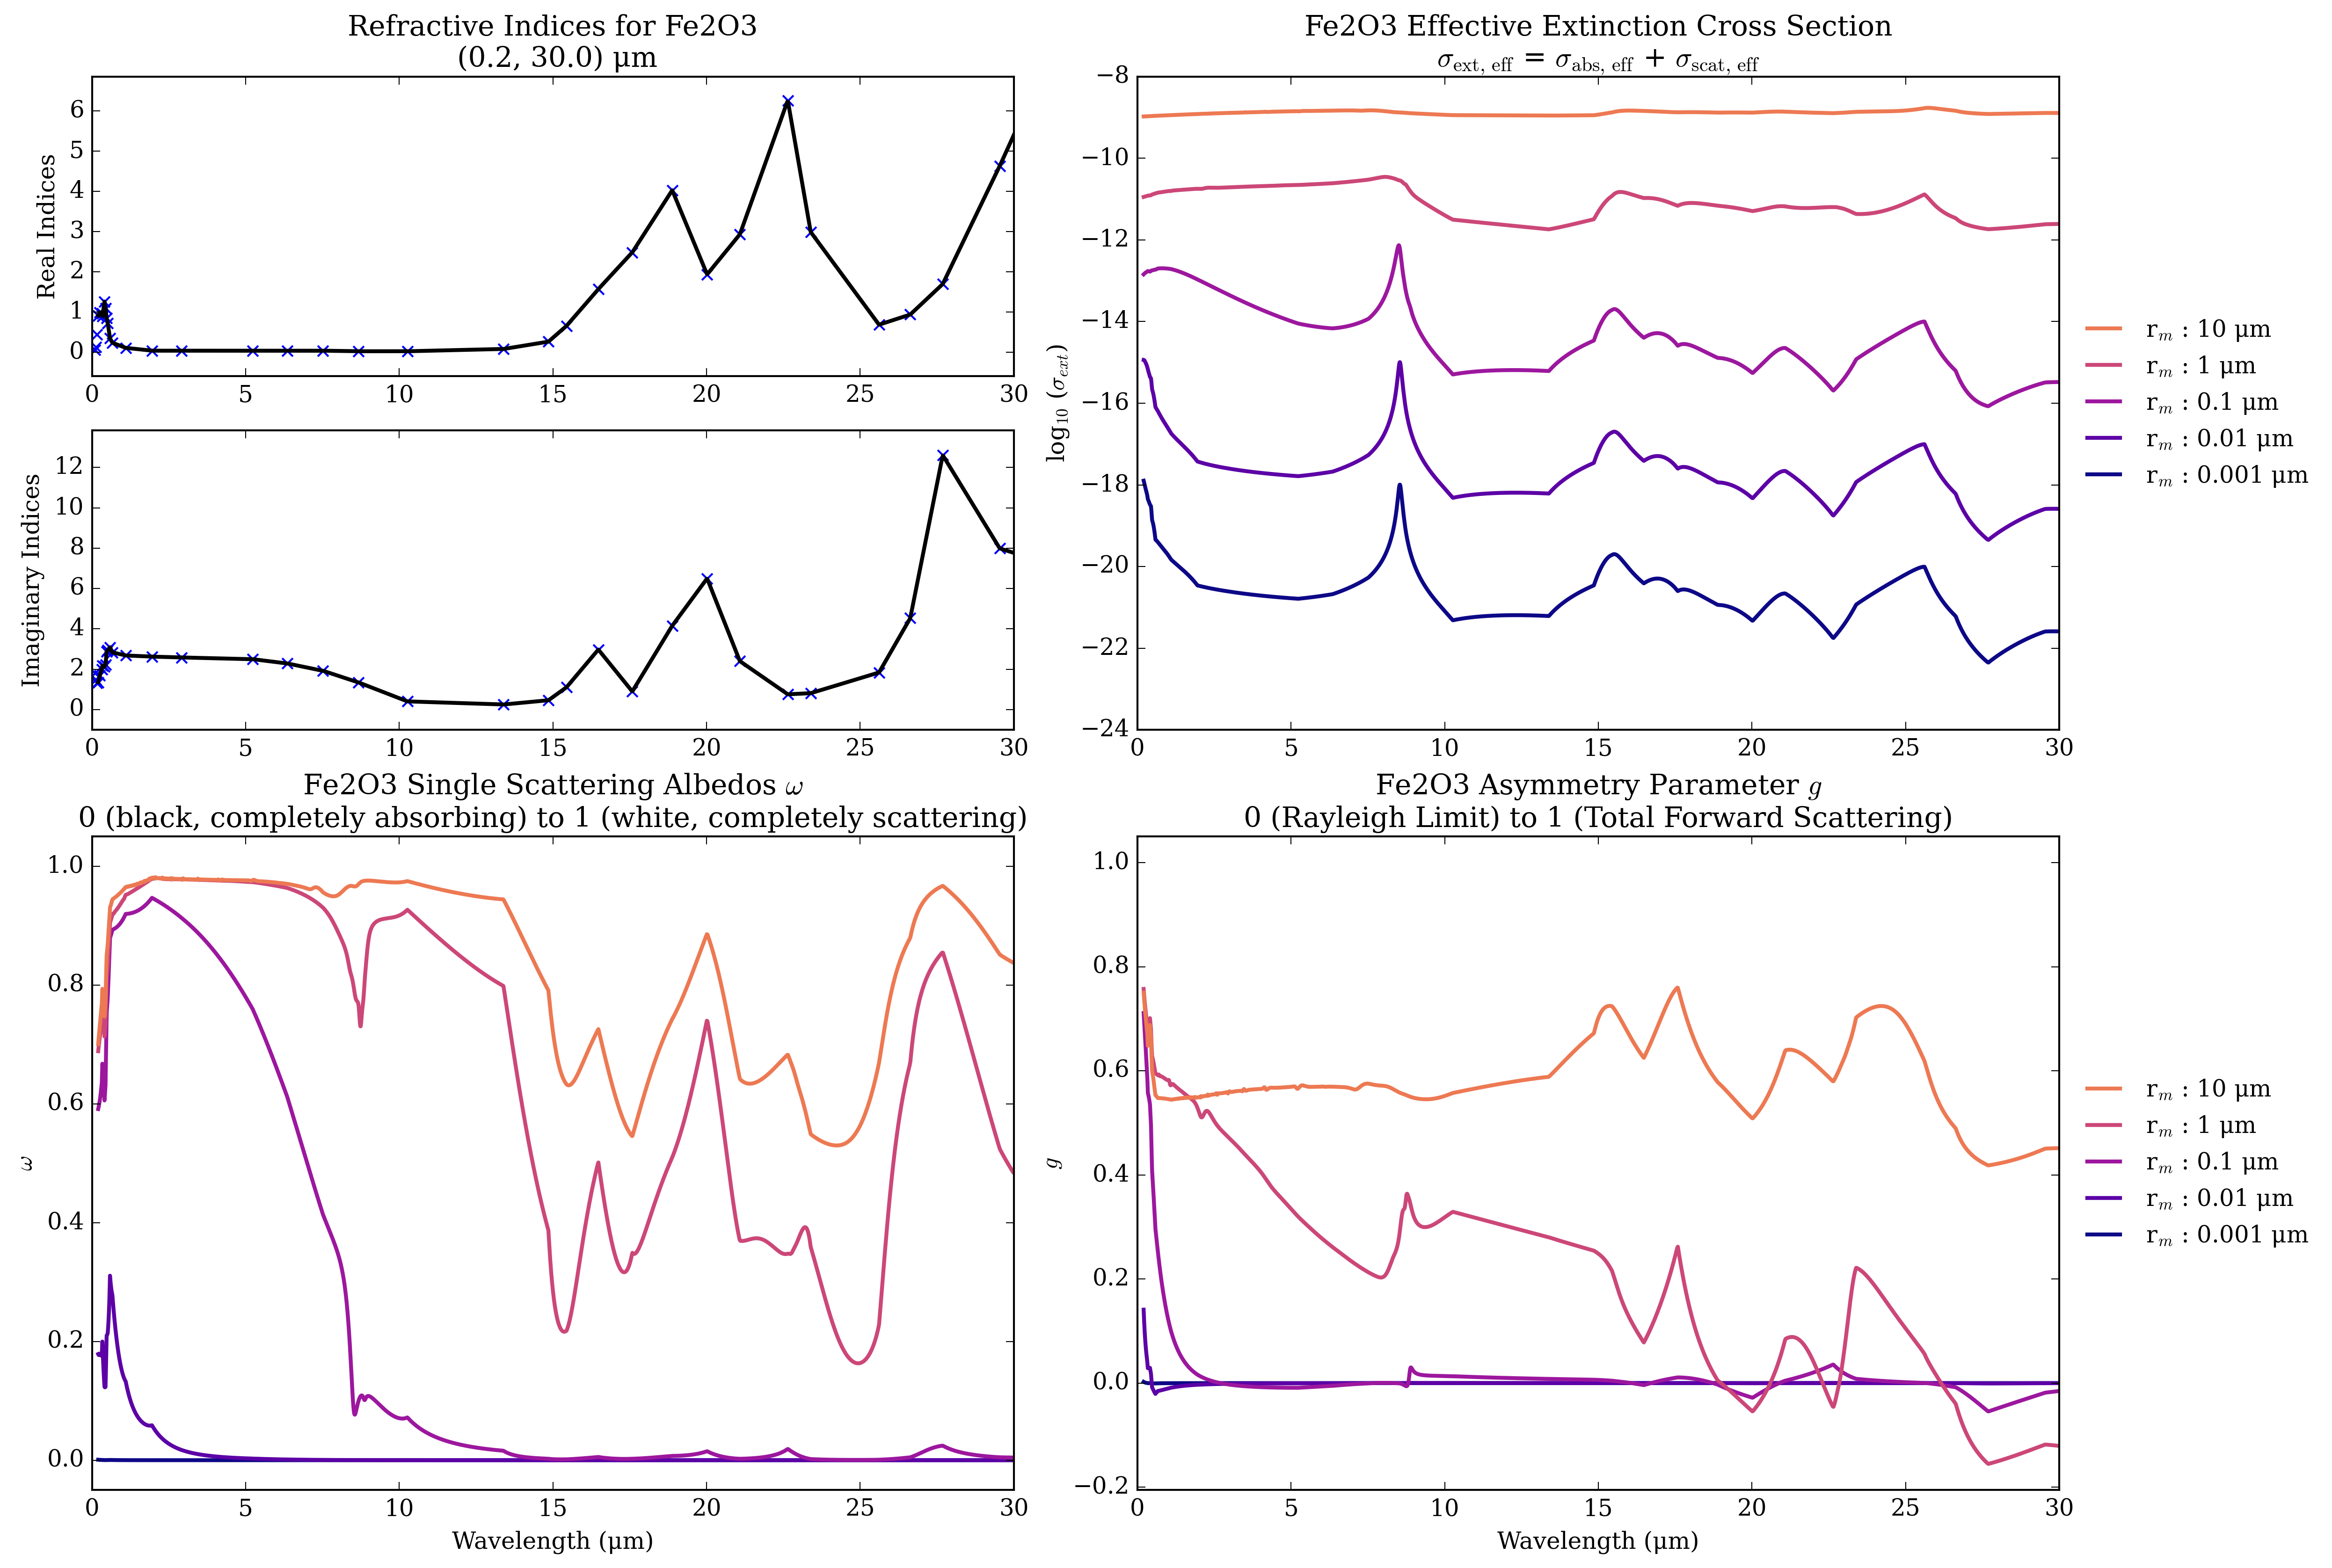 Refractive Indices for Fe2O3
(0.2, 30.0) µm
Real Indices
6
5
4
3
2
1
0
0 5 10 15 20 25 30
Imaginary Indices
12
10
8
6
4
2
0
0 5 10 15 20 25 30
Fe2O3 Effective Extinction Cross Section
σext, eff = σabs, eff + σscat, eff
log10 (σext)
−8
−10
−12
−14
−16
−18
−20
−22
−24
0 5 10 15 20 25 30
rm : 10 µm
rm : 1 µm
rm : 0.1 µm
rm : 0.01 µm
rm : 0.001 µm
Fe2O3 Single Scattering Albedos ω
0 (black, completely absorbing) to 1 (white, completely scattering)
ω
1.0
0.8
0.6
0.4
0.2
0.0
0 5 10 15 20 25 30
Wavelength (µm)
Fe2O3 Asymmetry Parameter g
0 (Rayleigh Limit) to 1 (Total Forward Scattering)
g
1.0
0.8
0.6
0.4
0.2
0.0
−0.2
0 5 10 15 20 25 30
Wavelength (µm)
rm : 10 µm
rm : 1 µm
rm : 0.1 µm
rm : 0.01 µm
rm : 0.001 µm